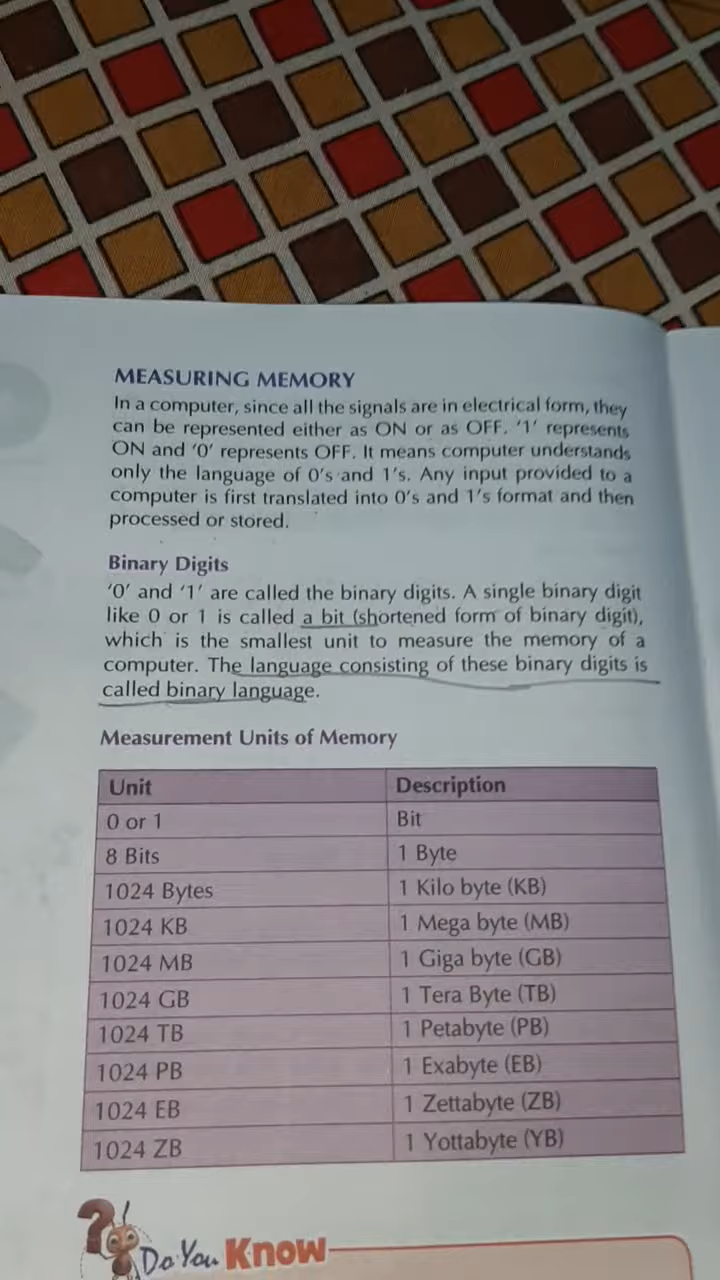 MEASURING MEMORY
In a computer, since all the signals are in electrical form, they
can be represented either as ON or as OFF. '1' represents
ON and '0' represents OFF. It means computer understands
only the language of 0's and 1's. Any input provided to a
computer is first translated into 0's and 1's format and then
processed or stored.
Binary Digits
'0' and '1' are called the binary digits. A single binary digit
like 0 or 1 is called a bit (shortened form of binary digit),
which is the smallest unit to measure the memory of a
computer. The language consisting of these binary digits is
called binary language.
Measurement Units of Memory
Unit Description
0 or 1 Bit
8 Bits 1 Byte
1024 Bytes 1 Kilo byte (KB)
1024 KB 1 Mega byte (MB)
1024 MB 1 Giga byte (GB)
1024 GB 1 Tera Byte (TB)
1024 TB 1 Petabyte (PB)
1024 PB 1 Exabyte (EB)
1024 EB 1 Zettabyte (ZB)
1024 ZB 1 Yottabyte (YB)
? Do You Know